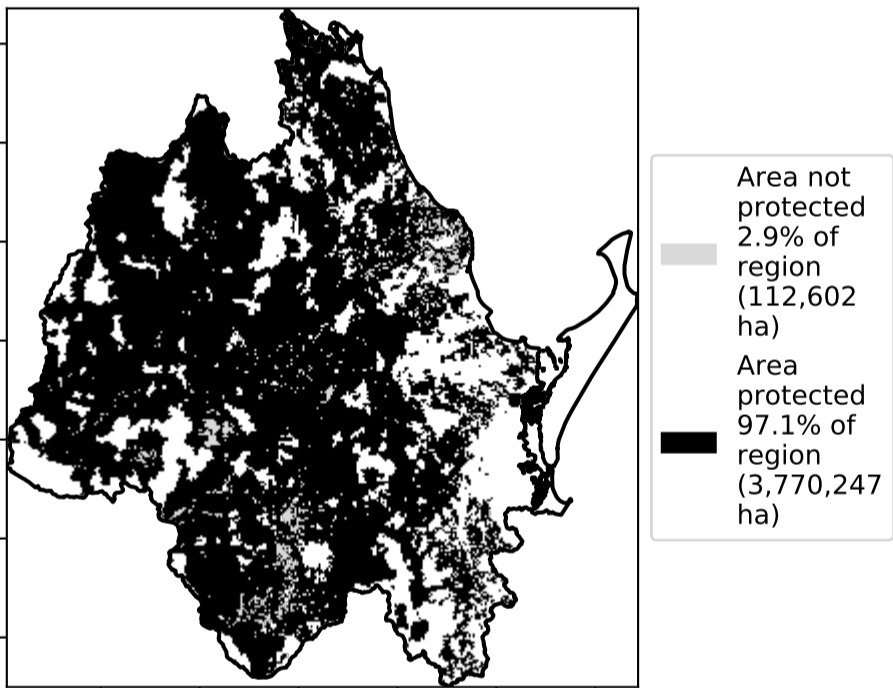 Area not
protected
2.9% of
region
(112,602
ha)
Area
protected
97.1% of
region
(3,770,247
ha)